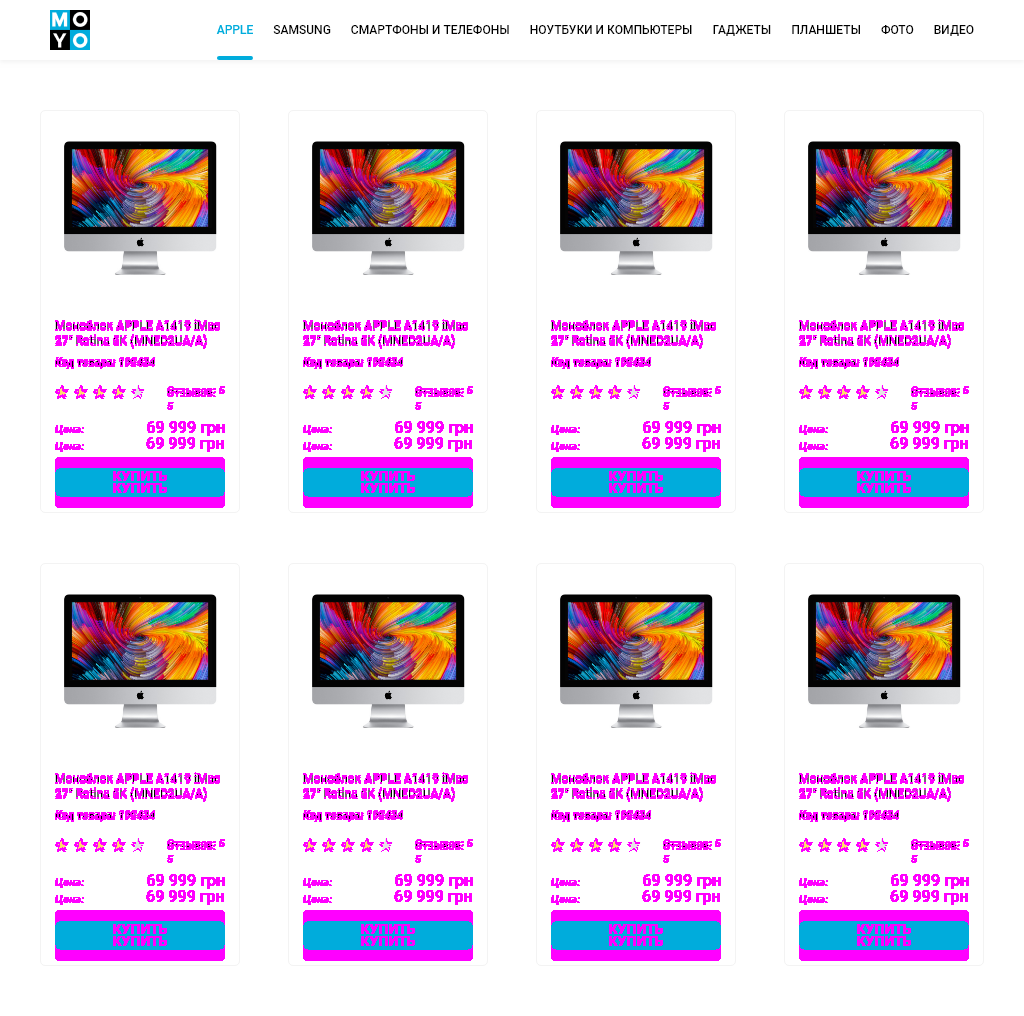 MO
YO
APPLE SAMSUNG СМАРТФОНЫ И ТЕЛЕФОНЫ НОУТБУКИ И КОМПЬЮТЕРЫ ГАДЖЕТЫ ПЛАНШЕТЫ ФОТО ВИДЕО
Моноблок APPLE A1419 iMac
27" Retina 5K (MNED2UA/A)
Код товара: 195434
Отзывов: 5
5
Цена: 69 999 грн
Цена: 69 999 грн
КУПИТЬ
КУПИТЬ
Моноблок APPLE A1419 iMac
27" Retina 5K (MNED2UA/A)
Код товара: 195434
Отзывов: 5
5
Цена: 69 999 грн
Цена: 69 999 грн
КУПИТЬ
КУПИТЬ
Моноблок APPLE A1419 iMac
27" Retina 5K (MNED2UA/A)
Код товара: 195434
Отзывов: 5
5
Цена: 69 999 грн
Цена: 69 999 грн
КУПИТЬ
КУПИТЬ
Моноблок APPLE A1419 iMac
27" Retina 5K (MNED2UA/A)
Код товара: 195434
Отзывов: 5
5
Цена: 69 999 грн
Цена: 69 999 грн
КУПИТЬ
КУПИТЬ
Моноблок APPLE A1419 iMac
27" Retina 5K (MNED2UA/A)
Код товара: 195434
Отзывов: 5
5
Цена: 69 999 грн
Цена: 69 999 грн
КУПИТЬ
КУПИТЬ
Моноблок APPLE A1419 iMac
27" Retina 5K (MNED2UA/A)
Код товара: 195434
Отзывов: 5
5
Цена: 69 999 грн
Цена: 69 999 грн
КУПИТЬ
КУПИТЬ
Моноблок APPLE A1419 iMac
27" Retina 5K (MNED2UA/A)
Код товара: 195434
Отзывов: 5
5
Цена: 69 999 грн
Цена: 69 999 грн
КУПИТЬ
КУПИТЬ
Моноблок APPLE A1419 iMac
27" Retina 5K (MNED2UA/A)
Код товара: 195434
Отзывов: 5
5
Цена: 69 999 грн
Цена: 69 999 грн
КУПИТЬ
КУПИТЬ